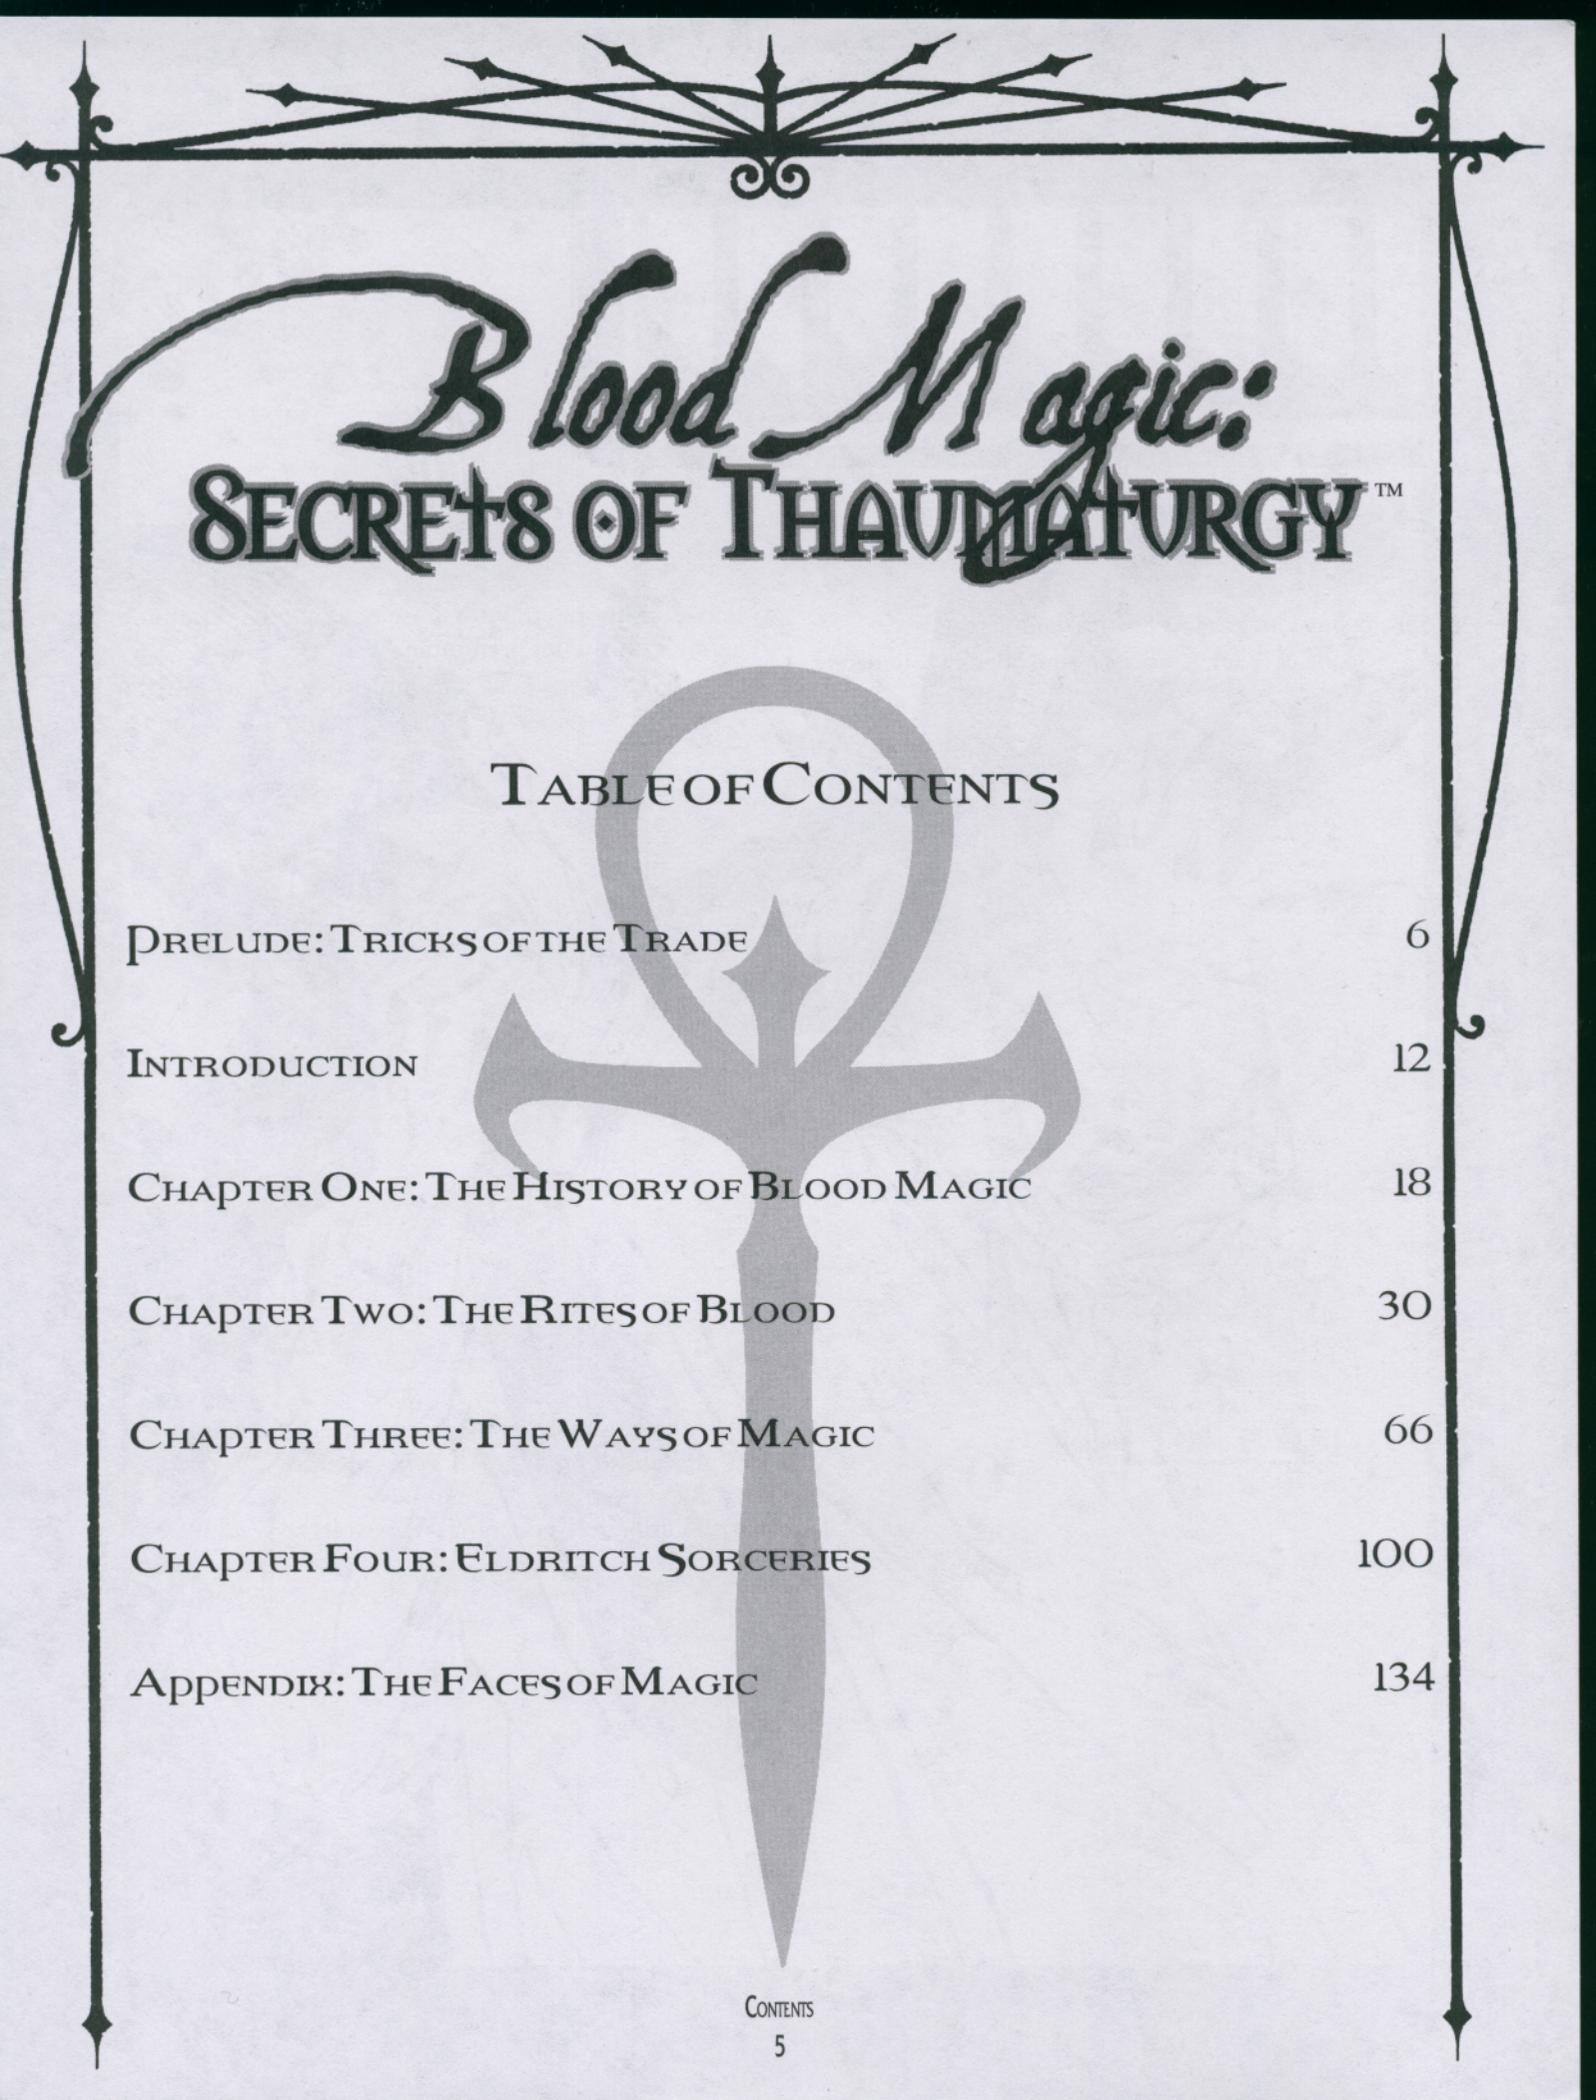 Blood Magic:
SECRETS OF THAUMATURGY™
TABLE OF CONTENTS
PRELUDE: TRICKS OF THE TRADE 6
INTRODUCTION 12
CHAPTER ONE: THE HISTORY OF BLOOD MAGIC 18
CHAPTER TWO: THE RITES OF BLOOD 30
CHAPTER THREE: THE WAYS OF MAGIC 66
CHAPTER FOUR: ELDRITCH SORCERIES 100
APPENDIX: THE FACES OF MAGIC 134
CONTENTS
5